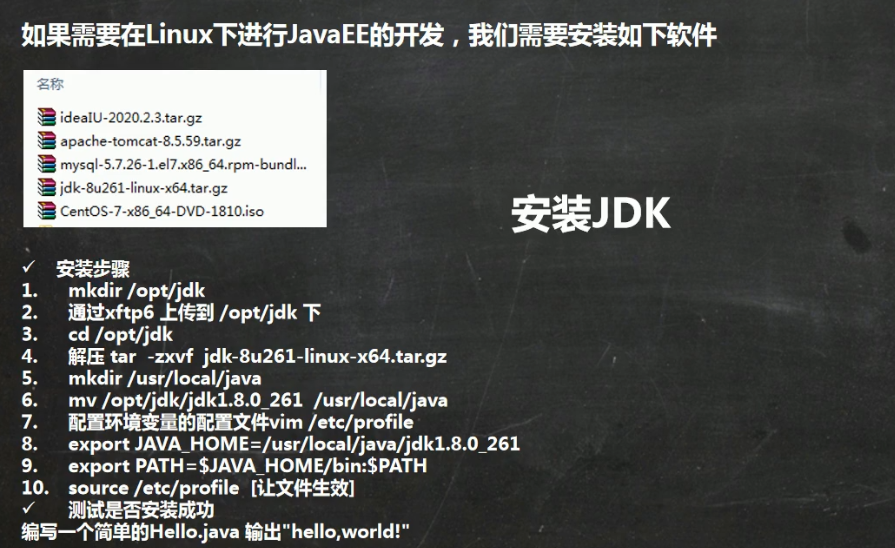 如果需要在Linux下进行JavaEE的开发，我们需要安装如下软件
名称
ideaIU-2020.2.3.tar.gz
apache-tomcat-8.5.59.tar.gz
mysql-5.7.26-1.el7.x86_64.rpm-bundl...
jdk-8u261-linux-x64.tar.gz
CentOS-7-x86_64-DVD-1810.iso
安装JDK
✓ 安装步骤
1. mkdir /opt/jdk
2. 通过xftp6 上传到 /opt/jdk 下
3. cd /opt/jdk
4. 解压 tar -zxvf jdk-8u261-linux-x64.tar.gz
5. mkdir /usr/local/java
6. mv /opt/jdk/jdk1.8.0_261 /usr/local/java
7. 配置环境变量的配置文件vim /etc/profile
8. export JAVA_HOME=/usr/local/java/jdk1.8.0_261
9. export PATH=$JAVA_HOME/bin:$PATH
10. source /etc/profile [让文件生效]
✓ 测试是否安装成功
编写一个简单的Hello.java 输出"hello,world!"